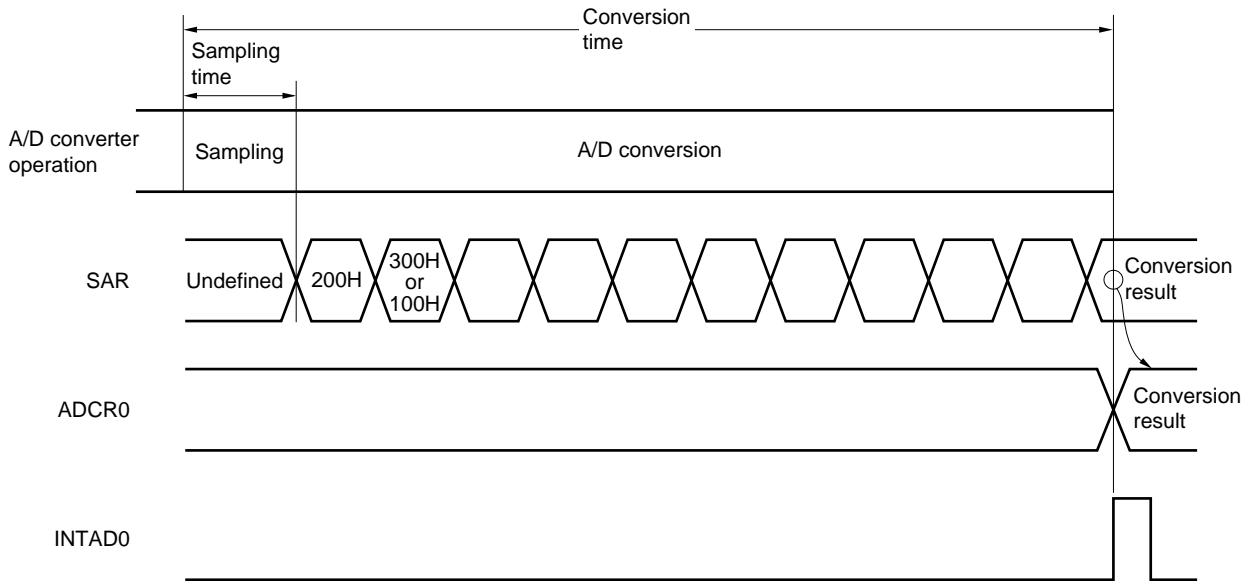 Conversion
time
Sampling
time
A/D converter
operation
Sampling
A/D conversion
SAR
Undefined
200H
300H
or
100H
Conversion
result
ADCR0
Conversion
result
INTAD0